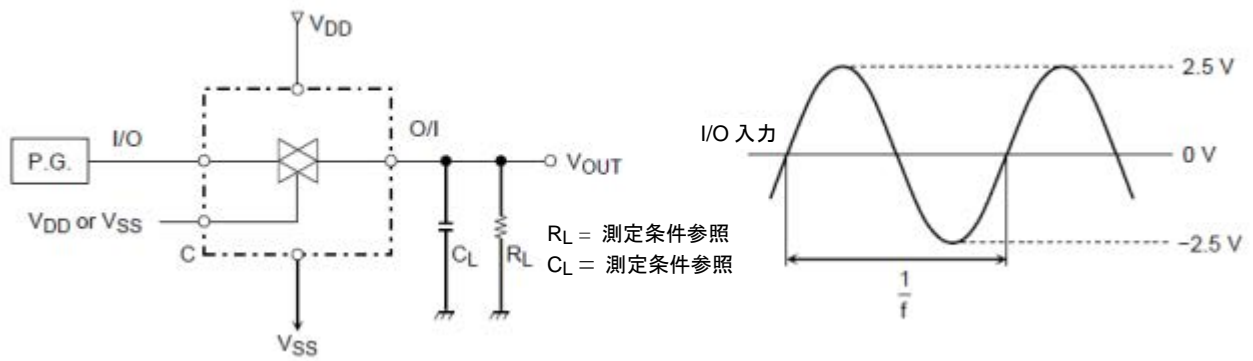 VDD
I/O
O/I
P.G.
VOUT
VDD or VSS
C
CL
RL
VSS
RL = 測定条件参照
CL = 測定条件参照
I/O 入力
2.5 V
0 V
−2.5 V
1
f